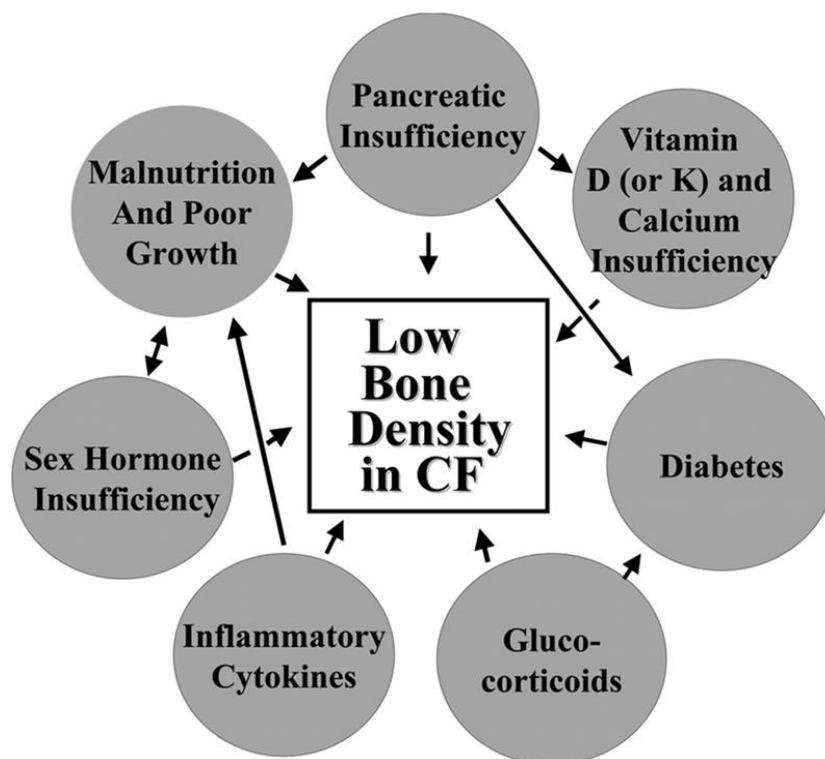 Pancreatic
Insufficiency
Malnutrition
And Poor
Growth
Vitamin
D (or K) and
Calcium
Insufficiency
Low
Bone
Density
in CF
Sex Hormone
Insufficiency
Diabetes
Inflammatory
Cytokines
Gluco-
corticoids